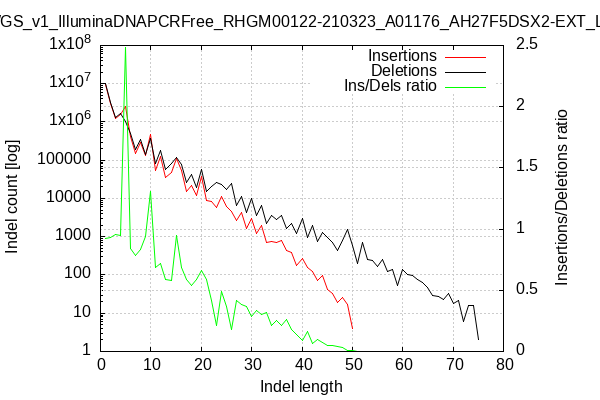 /GS_v1_IlluminaDNAPCRFree_RHGM00122-210323_A01176_AH27F5DSX2-EXT_L
Insertions
Deletions
Ins/Dels ratio
1x10^8
1x10^7
1x10^6
100000
10000
1000
100
10
1
2.5
2
1.5
1
0.5
0
0 10 20 30 40 50 60 70 80
Indel length
Indel count [log]
Insertions/Deletions ratio